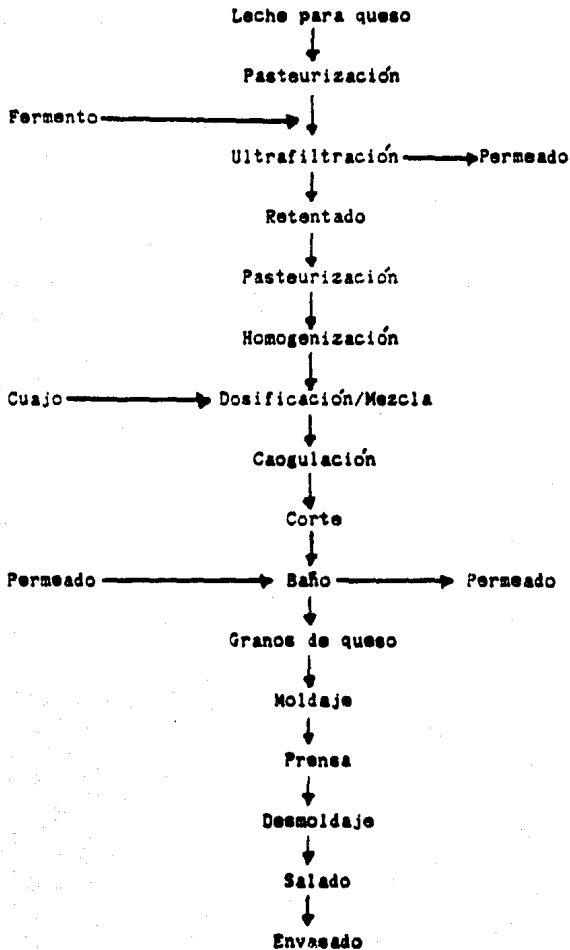 Leche para queso
Pasteurización
Fermento
Ultrafiltración Permeado
Retentado
Pasteurización
Homogenización
Cuajo Dosificación/Mezcla
Caogulación
Corte
Permeado Baño Permeado
Granos de queso
Moldaje
Prensa
Desmoldaje
Salado
Envasado